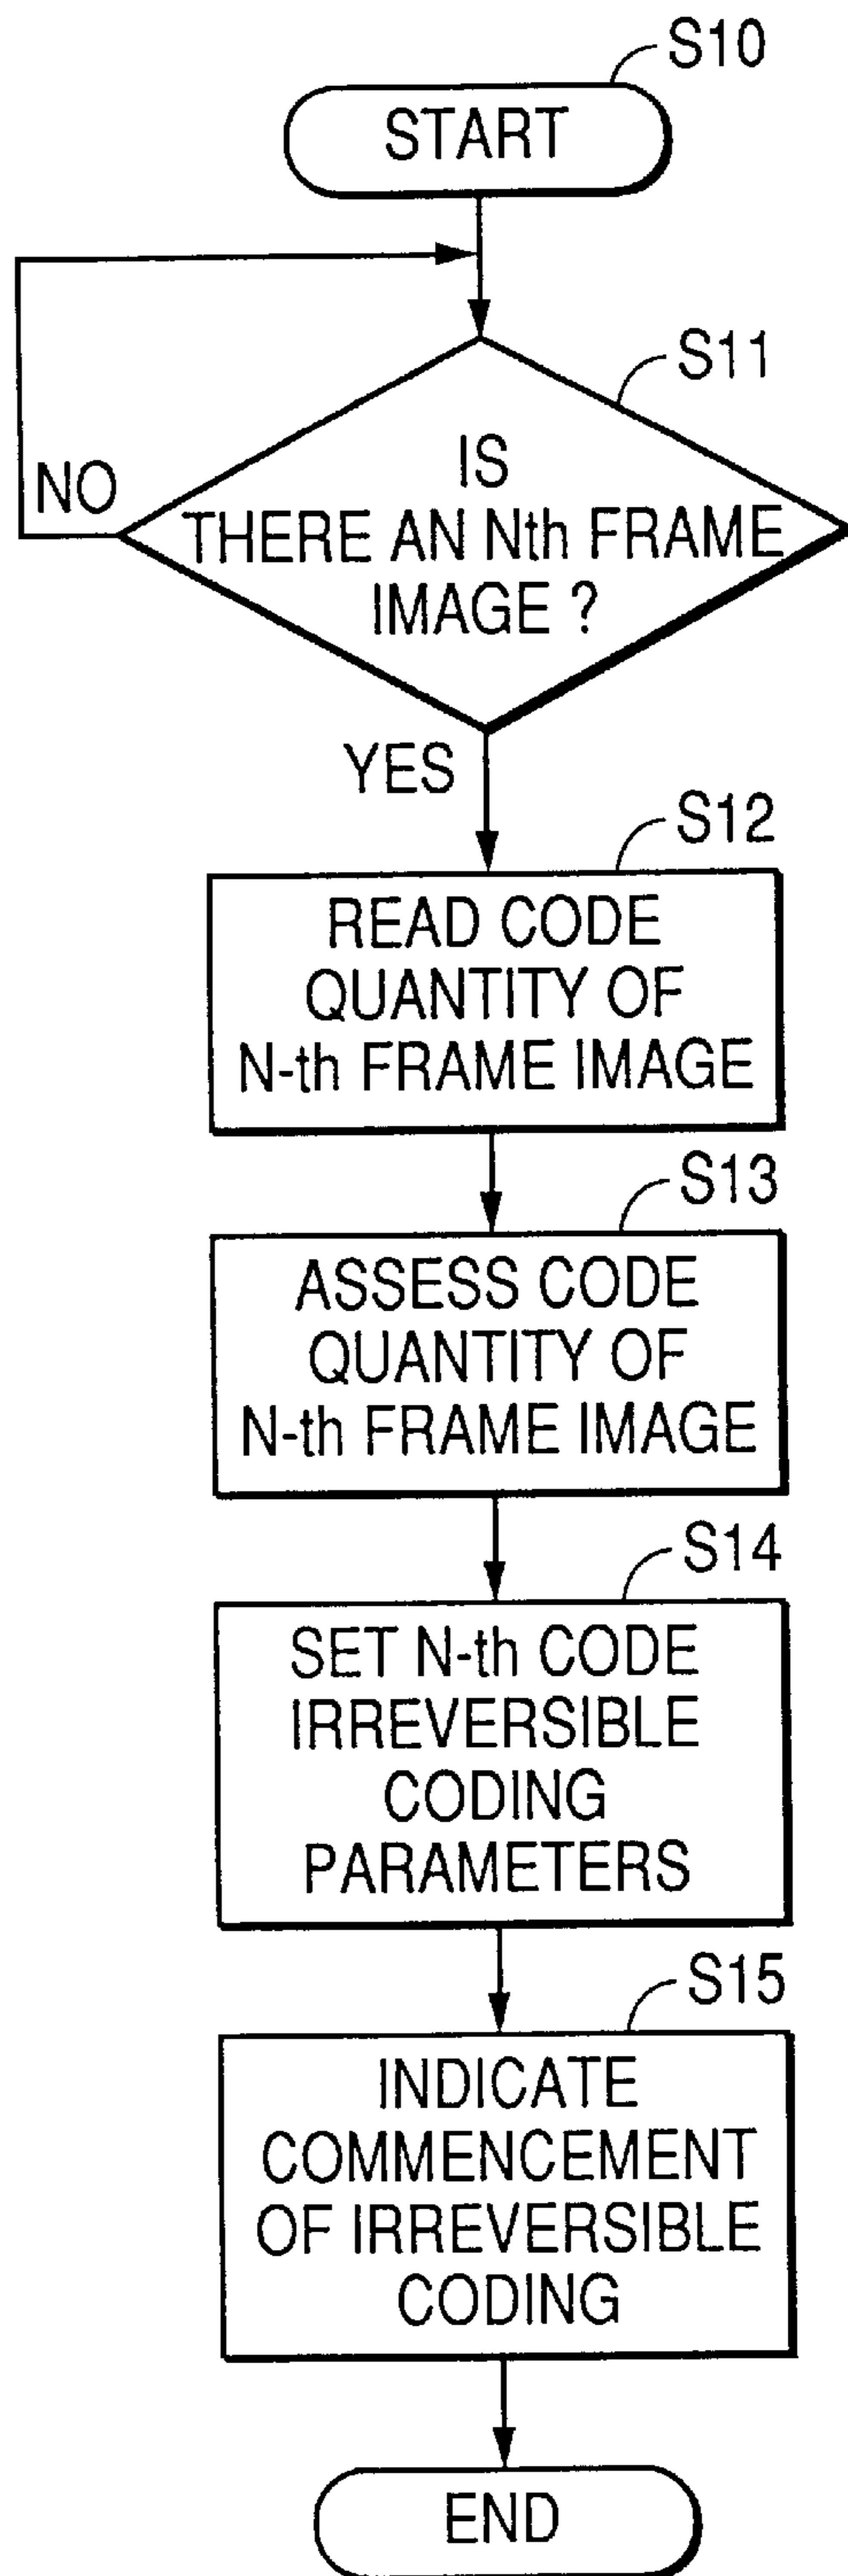 S10
START
S11
IS
THERE AN Nth FRAME
IMAGE ?
NO
YES
S12
READ CODE
QUANTITY OF
N-th FRAME IMAGE
S13
ASSESS CODE
QUANTITY OF
N-th FRAME IMAGE
S14
SET N-th CODE
IRREVERSIBLE
CODING
PARAMETERS
S15
INDICATE
COMMENCEMENT
OF IRREVERSIBLE
CODING
END